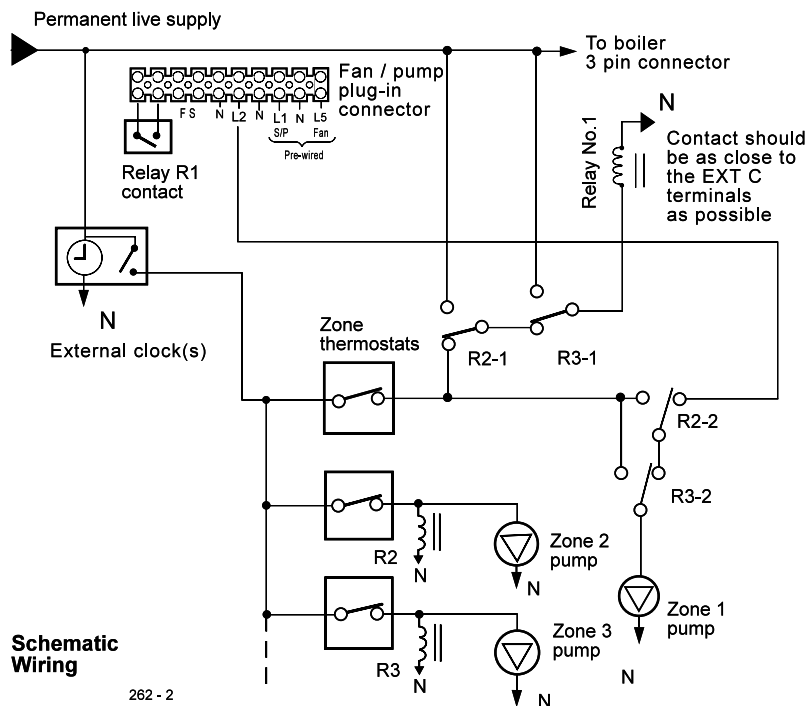 Permanent live supply
To boiler
3 pin connector
Fan / pump
plug-in
connector
F S N L2 N L1 N L5
S/P Fan
Pre-wired
Relay R1
contact
Relay No.1
N
Contact should
be as close to
the EXT C
terminals
as possible
N
External clock(s)
Zone
thermostats
R2-1
R3-1
R2-2
R3-2
R2
N
Zone 2
pump
N
Zone 1
pump
N
R3
N
Zone 3
pump
N
Schematic
Wiring
262 - 2